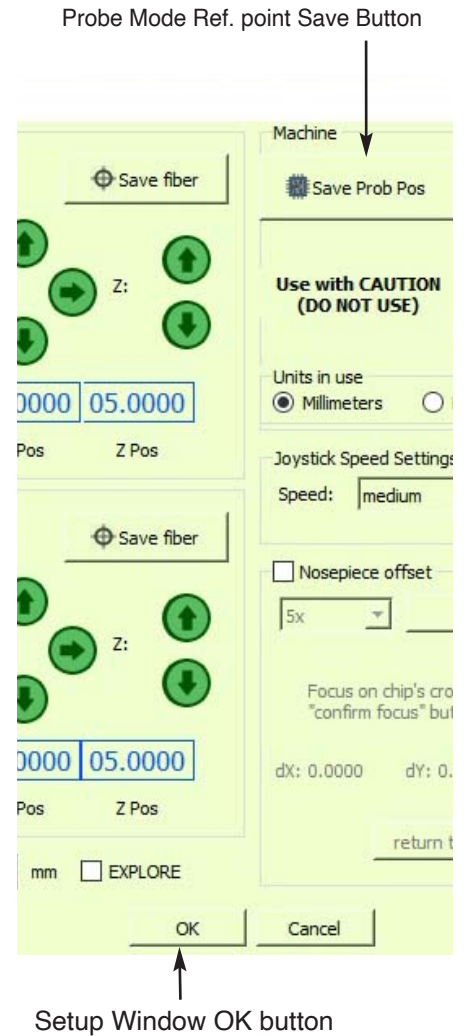 Probe Mode Ref. point Save Button
Machine
Save fiber
Save Prob Pos
Z:
Use with CAUTION
(DO NOT USE)
0000 05.0000
Units in use
Millimeters
Pos Z Pos
Joystick Speed Settings
Speed: medium
Save fiber
Nosepiece offset
5x
Z:
Focus on chip's cro
"confirm focus" but
0000 05.0000
dX: 0.0000 dY: 0.
Pos Z Pos
return t
mm EXPLORE
OK Cancel
Setup Window OK button